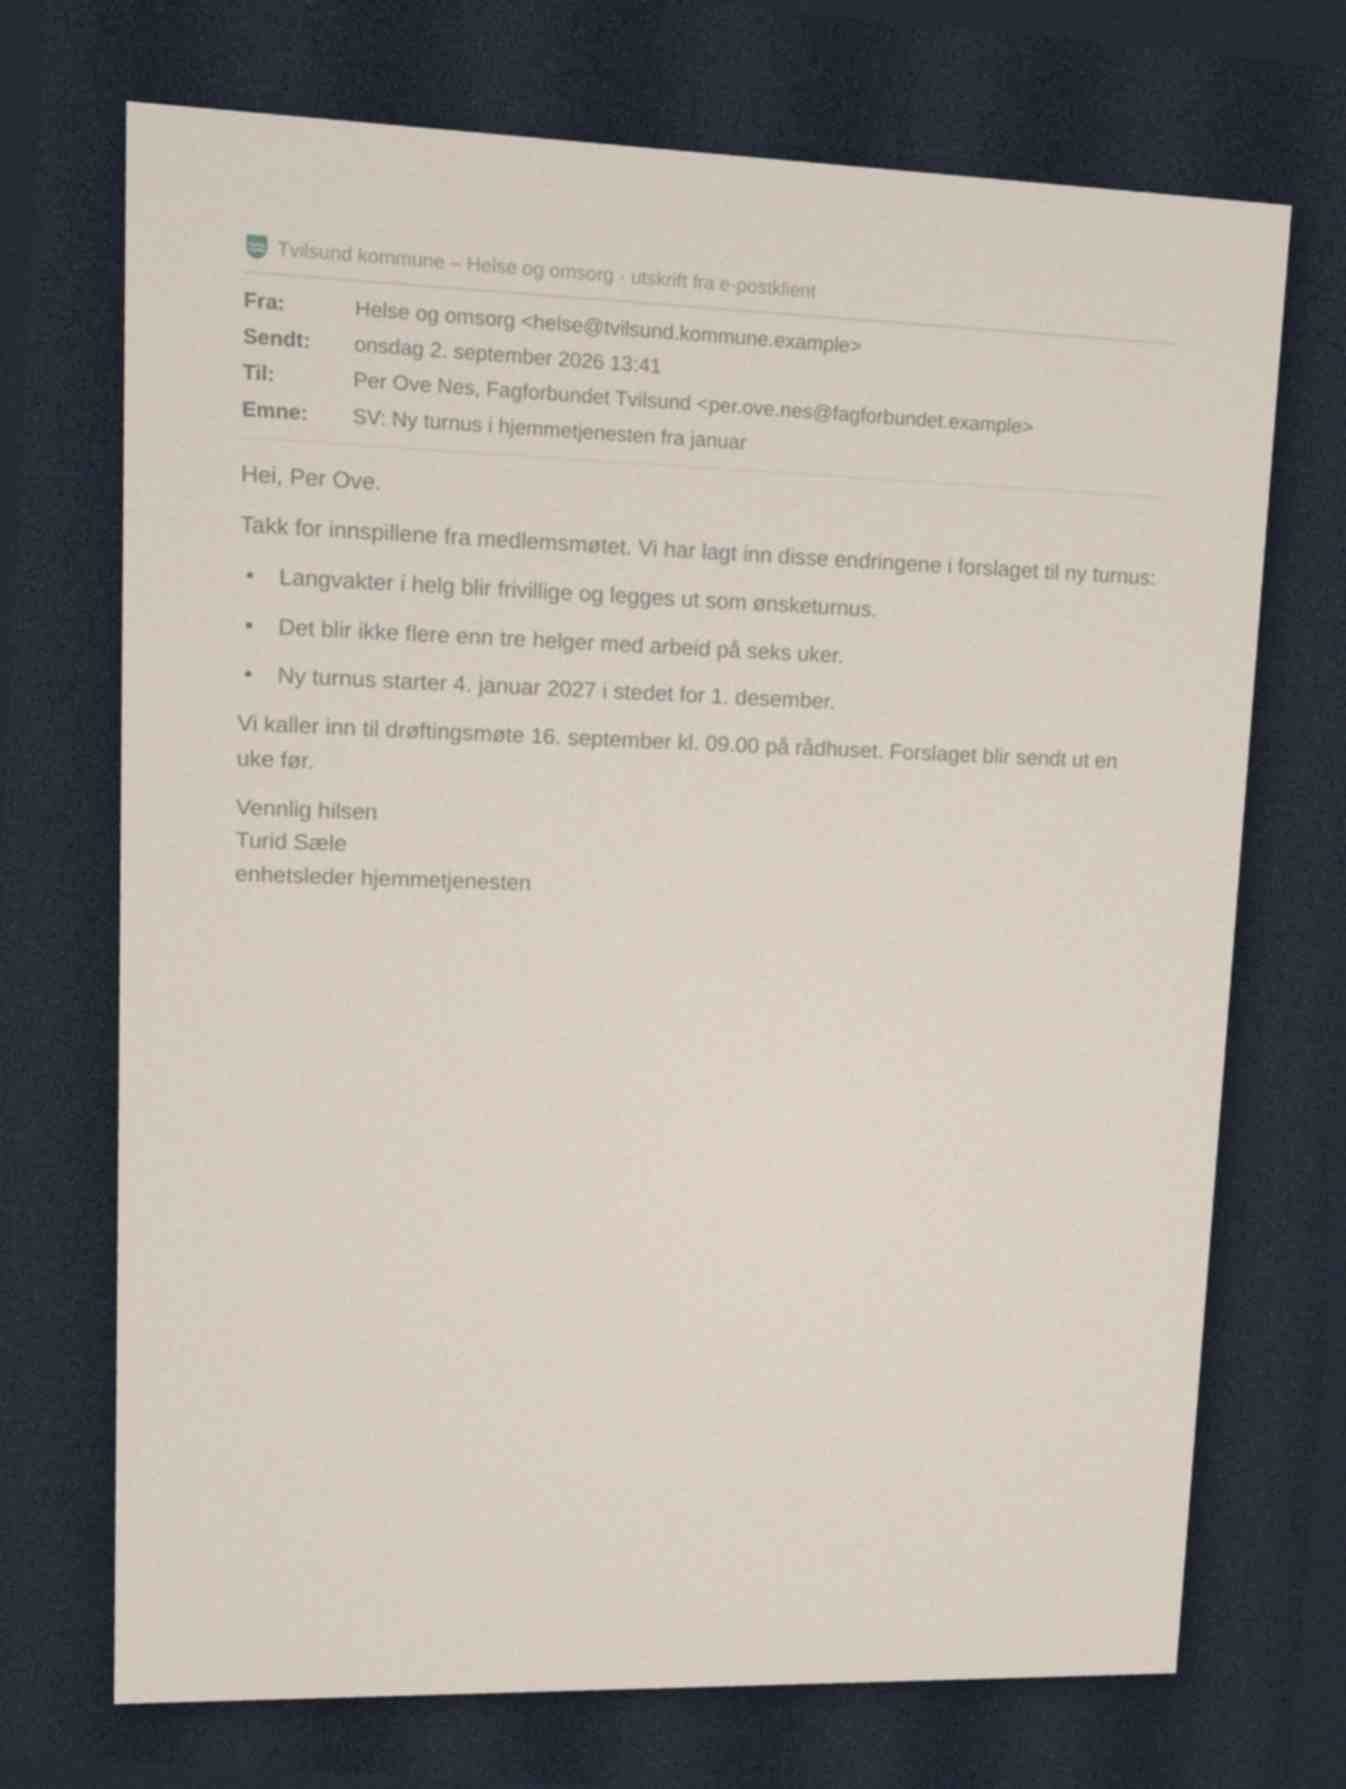 Tvilsund kommune – Helse og omsorg · utskrift fra e-postklient
Fra: Helse og omsorg <helse@tvilsund.kommune.example>
Sendt: onsdag 2. september 2026 13:41
Til: Per Ove Nes, Fagforbundet Tvilsund <per.ove.nes@fagforbundet.example>
Emne: SV: Ny turnus i hjemmetjenesten fra januar
Hei, Per Ove.
Takk for innspillene fra medlemsmøtet. Vi har lagt inn disse endringene i forslaget til ny turnus:
• Langvakter i helg blir frivillige og legges ut som ønsketurnus.
• Det blir ikke flere enn tre helger med arbeid på seks uker.
• Ny turnus starter 4. januar 2027 i stedet for 1. desember.
Vi kaller inn til drøftingsmøte 16. september kl. 09.00 på rådhuset. Forslaget blir sendt ut en
uke før.
Vennlig hilsen
Turid Sæle
enhetsleder hjemmetjenesten